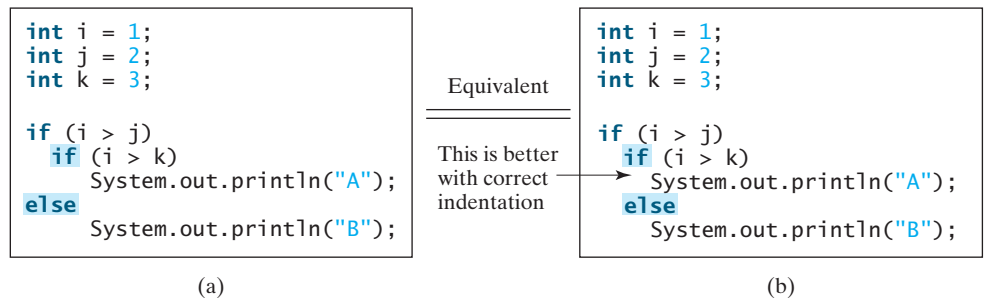 int i = 1;
int j = 2;
int k = 3;
if (i > j)
if (i > k)
System.out.println("A");
else
System.out.println("B");
(a)
Equivalent
This is better
with correct
indentation
int i = 1;
int j = 2;
int k = 3;
if (i > j)
if (i > k)
System.out.println("A");
else
System.out.println("B");
(b)